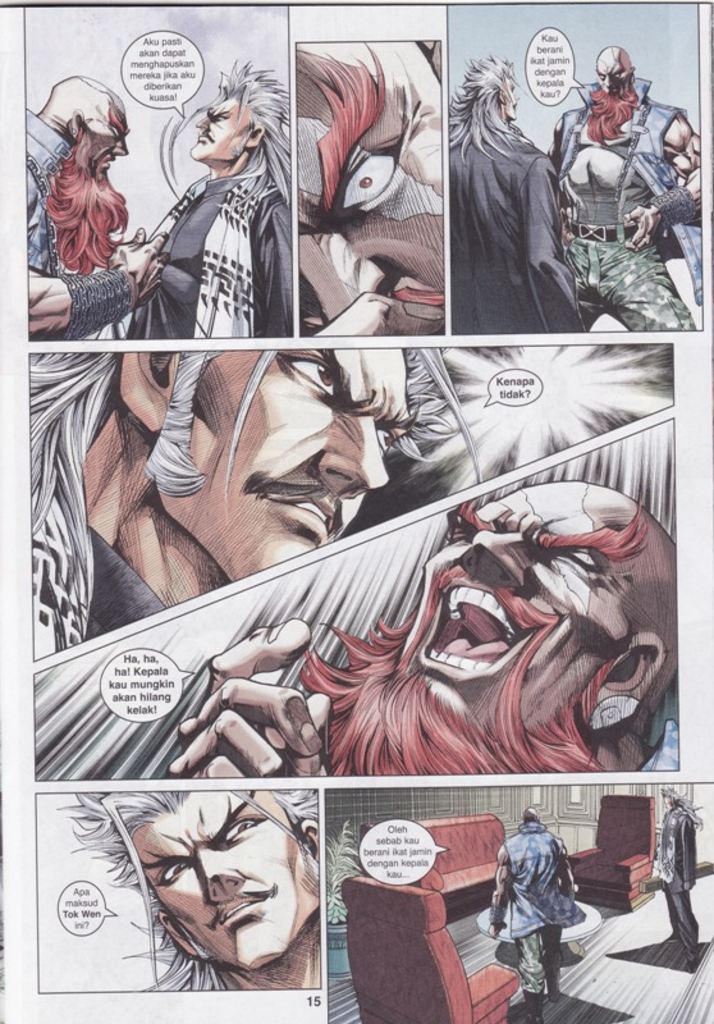 Aku pasti
akan dapat
menghapuskan
mereka jika aku
diberikan
kuasa!
Kau
berani
ikat jamin
dengan
kepala
kau?
Kenapa
tidak?
Ha, ha,
ha! Kepala
kau mungkin
akan hilang
kelak!
Apa
maksud
Tok Wen
ini?
Oleh
sebab kau
berani ikat jamin
dengan kepala
kau...
15